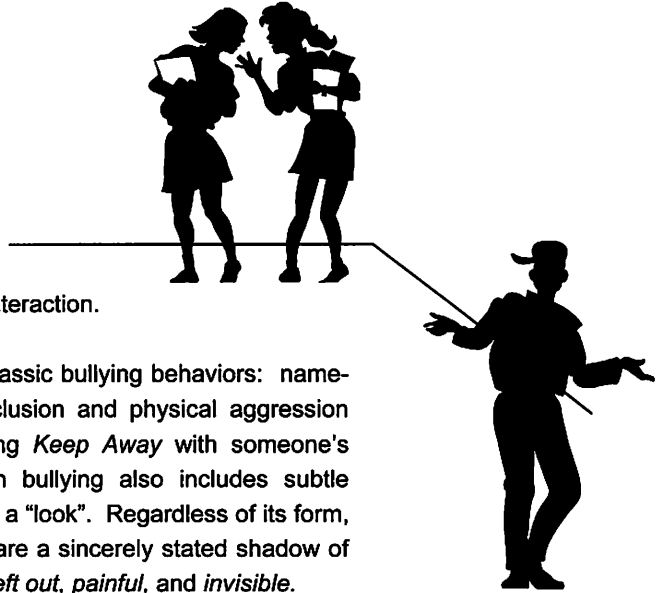 teraction.
assic bullying behaviors: name-
clusion and physical aggression
ng Keep Away with someone's
n bullying also includes subtle
a “look”. Regardless of its form,
are a sincerely stated shadow of
eft out, painful, and invisible.